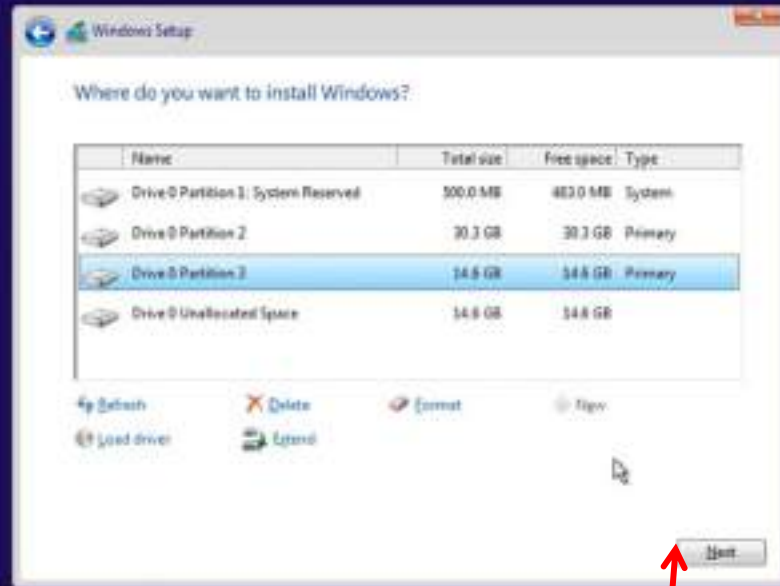 Windows Setup
Where do you want to install Windows?
Name Total size Free space Type
Drive 0 Partition 1: System Reserved 500.0 MB 483.0 MB System
Drive 0 Partition 2 30.3 GB 30.3 GB Primary
Drive 0 Partition 3 14.6 GB 14.6 GB Primary
Drive 0 Unallocated Space 14.6 GB 14.6 GB
Refresh Delete Format New
Load driver Extend
Next